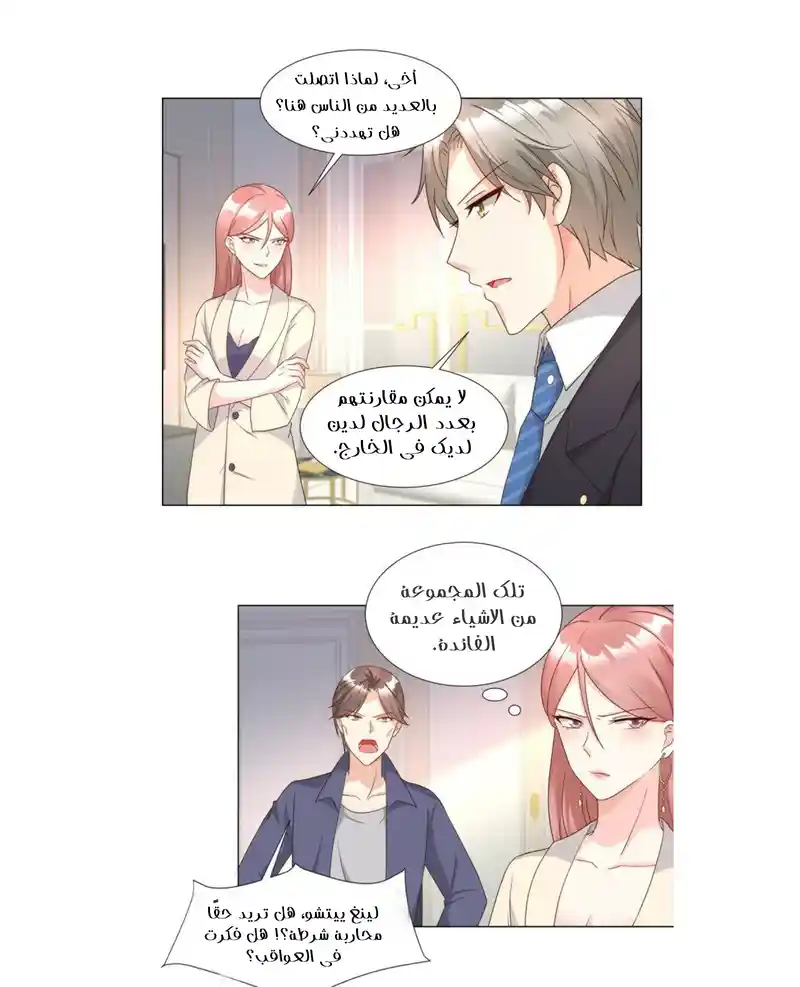 أخي، لماذا اتصلت
بالعديد من الناس هنا؟
هل تهددني؟
لا يمكن مقارنتهم
بعدد الرجال لدين
لديك في الخارج.
تلك المجموعة
من الاشياء عديمة
الفائدة.
لينغ ييتشو، هل تريد حقًا
محاربة شرطة؟! هل فكرت
في العواقب؟